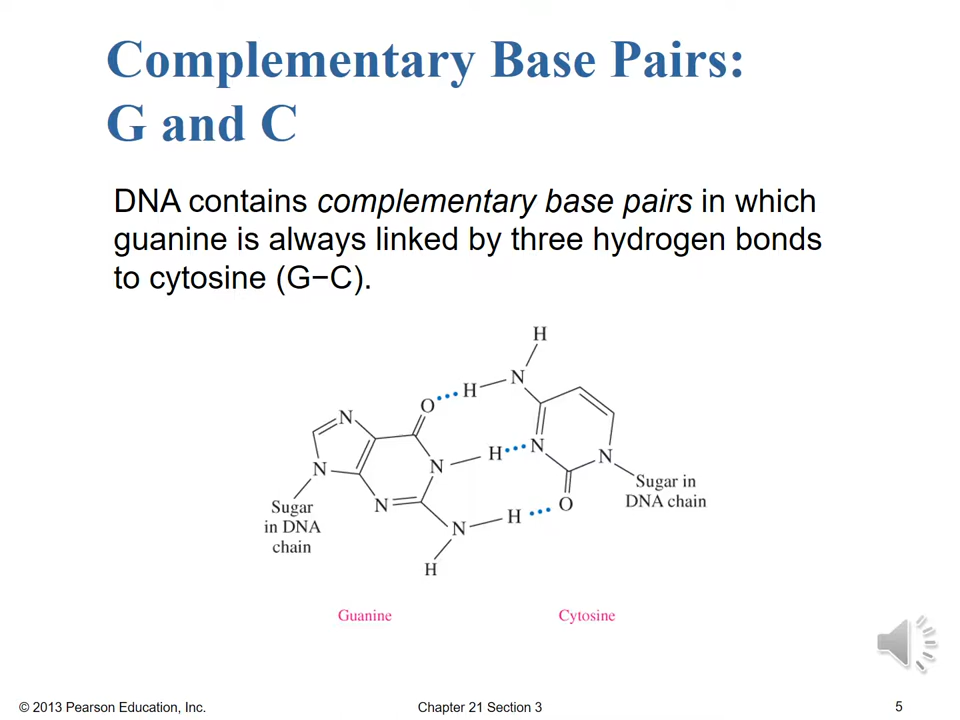 Complementary Base Pairs:
G and C
DNA contains complementary base pairs in which
guanine is always linked by three hydrogen bonds
to cytosine (G−C).
H
N
H
O
N
H
N
N
N
N
Sugar in
DNA chain
N
H
O
Sugar
in DNA
chain
N
H
Guanine
Cytosine
© 2013 Pearson Education, Inc.
Chapter 21 Section 3
5